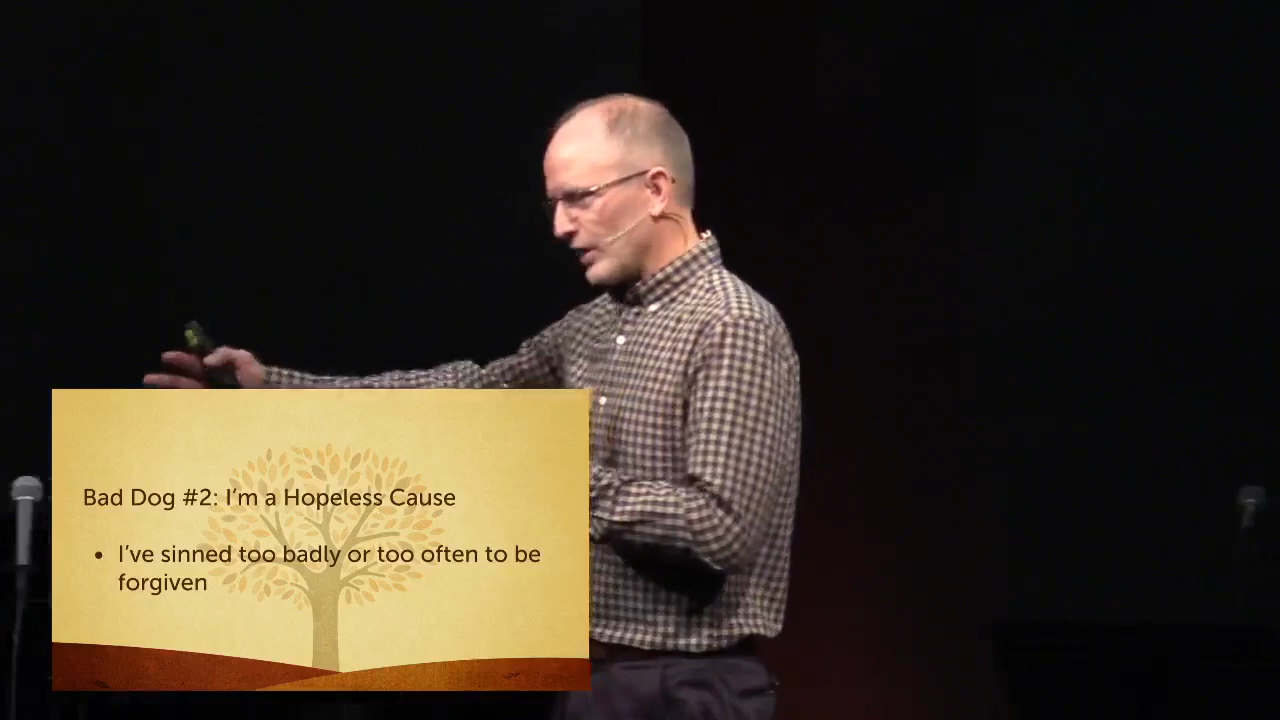 Bad Dog #2: I’m a Hopeless Cause
• I’ve sinned too badly or too often to be
forgiven